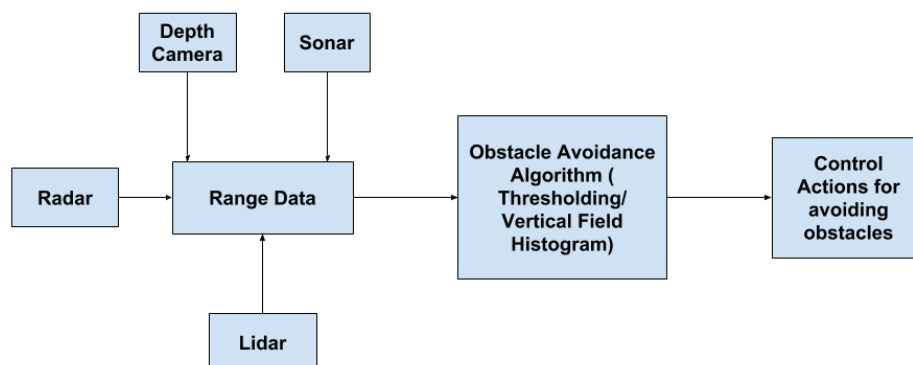 Depth
Camera
Sonar
Radar
Range Data
Lidar
Obstacle Avoidance
Algorithm (
Thresholding/
Vertical Field
Histogram)
Control
Actions for
avoiding
obstacles